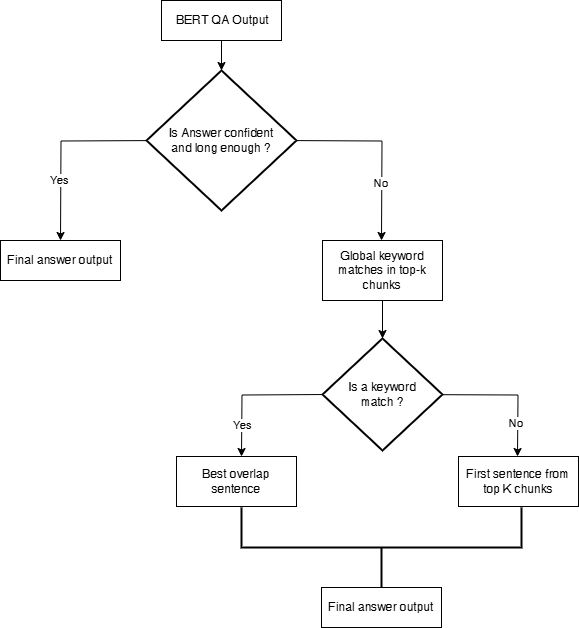 BERT QA Output
Is Answer confident
and long enough ?
Yes
No
Final answer output
Global keyword
matches in top-k
chunks
Is a keyword
match ?
Yes
No
Best overlap
sentence
First sentence from
top K chunks
Final answer output